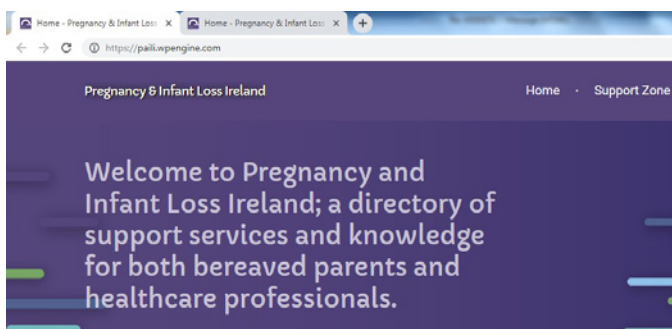 Home - Pregnancy & Infant Loss X Home - Pregnancy & Infant Loss X +
https://paili.wpengine.com
Pregnancy & Infant Loss Ireland Home · Support Zone
Welcome to Pregnancy and
Infant Loss Ireland; a directory of
support services and knowledge
for both bereaved parents and
healthcare professionals.